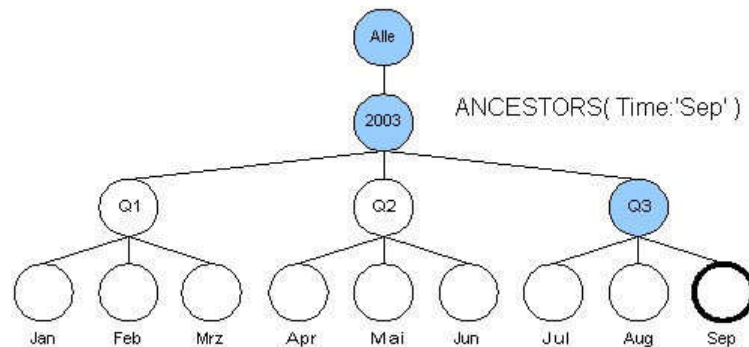 Alle
2003
ANCESTORS( Time:'Sep' )
Q1 Q2 Q3
Jan Feb Mrz Apr Mai Jun Jul Aug Sep